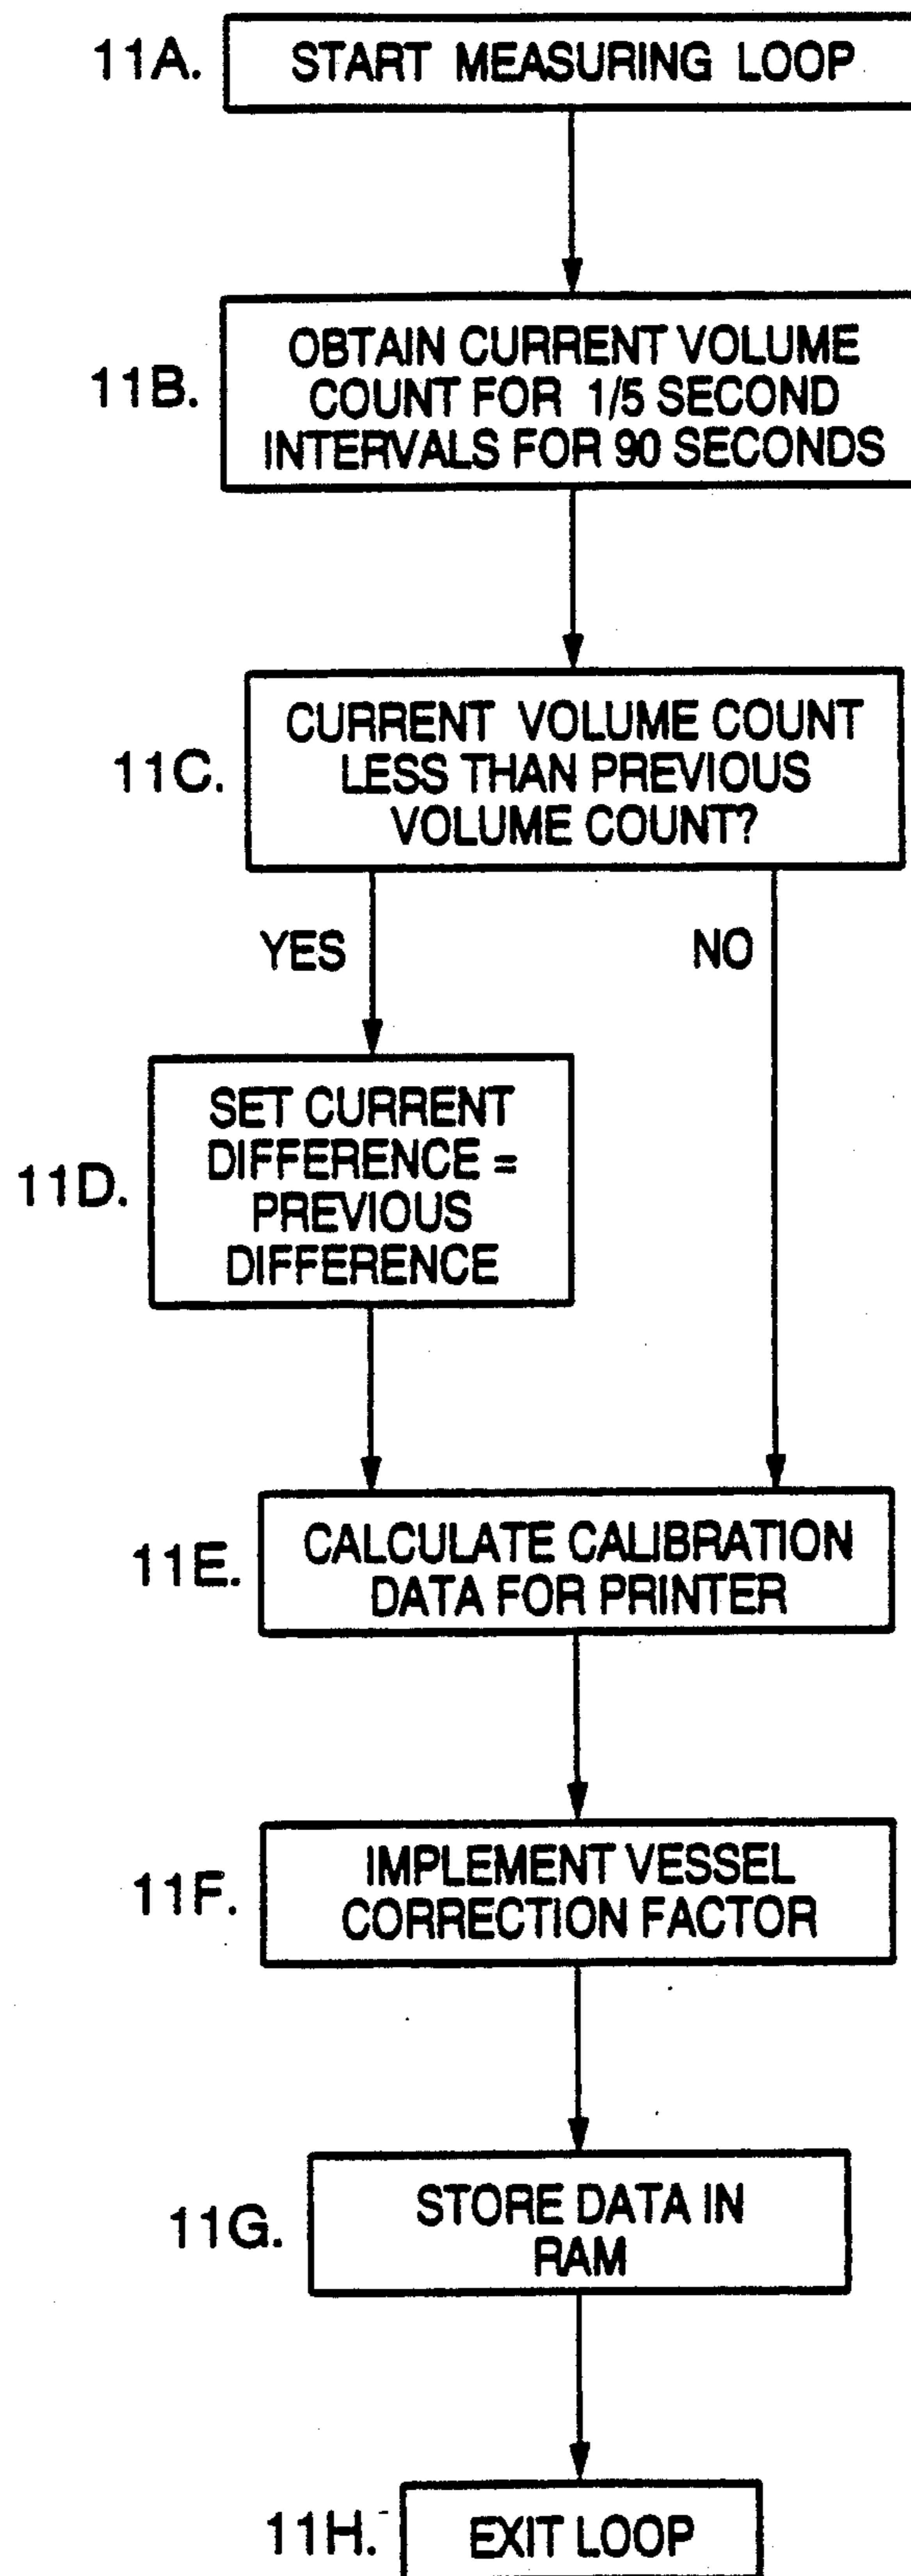 11A. START MEASURING LOOP
11B. OBTAIN CURRENT VOLUME
COUNT FOR 1/5 SECOND
INTERVALS FOR 90 SECONDS
11C. CURRENT VOLUME COUNT
LESS THAN PREVIOUS
VOLUME COUNT?
YES NO
11D. SET CURRENT
DIFFERENCE =
PREVIOUS
DIFFERENCE
11E. CALCULATE CALIBRATION
DATA FOR PRINTER
11F. IMPLEMENT VESSEL
CORRECTION FACTOR
11G. STORE DATA IN
RAM
11H. EXIT LOOP